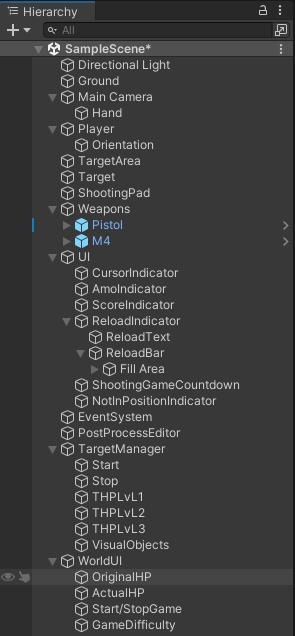 Hierarchy
All
SampleScene*
Directional Light
Ground
Main Camera
Hand
Player
Orientation
TargetArea
Target
ShootingPad
Weapons
Pistol
M4
UI
CursorIndicator
AmoIndicator
ScoreIndicator
ReloadIndicator
ReloadText
ReloadBar
Fill Area
ShootingGameCountdown
NotInPositionIndicator
EventSystem
PostProcessEditor
TargetManager
Start
Stop
THPLvL1
THPLvL2
THPLvL3
VisualObjects
WorldUI
OriginalHP
ActualHP
Start/StopGame
GameDifficulty